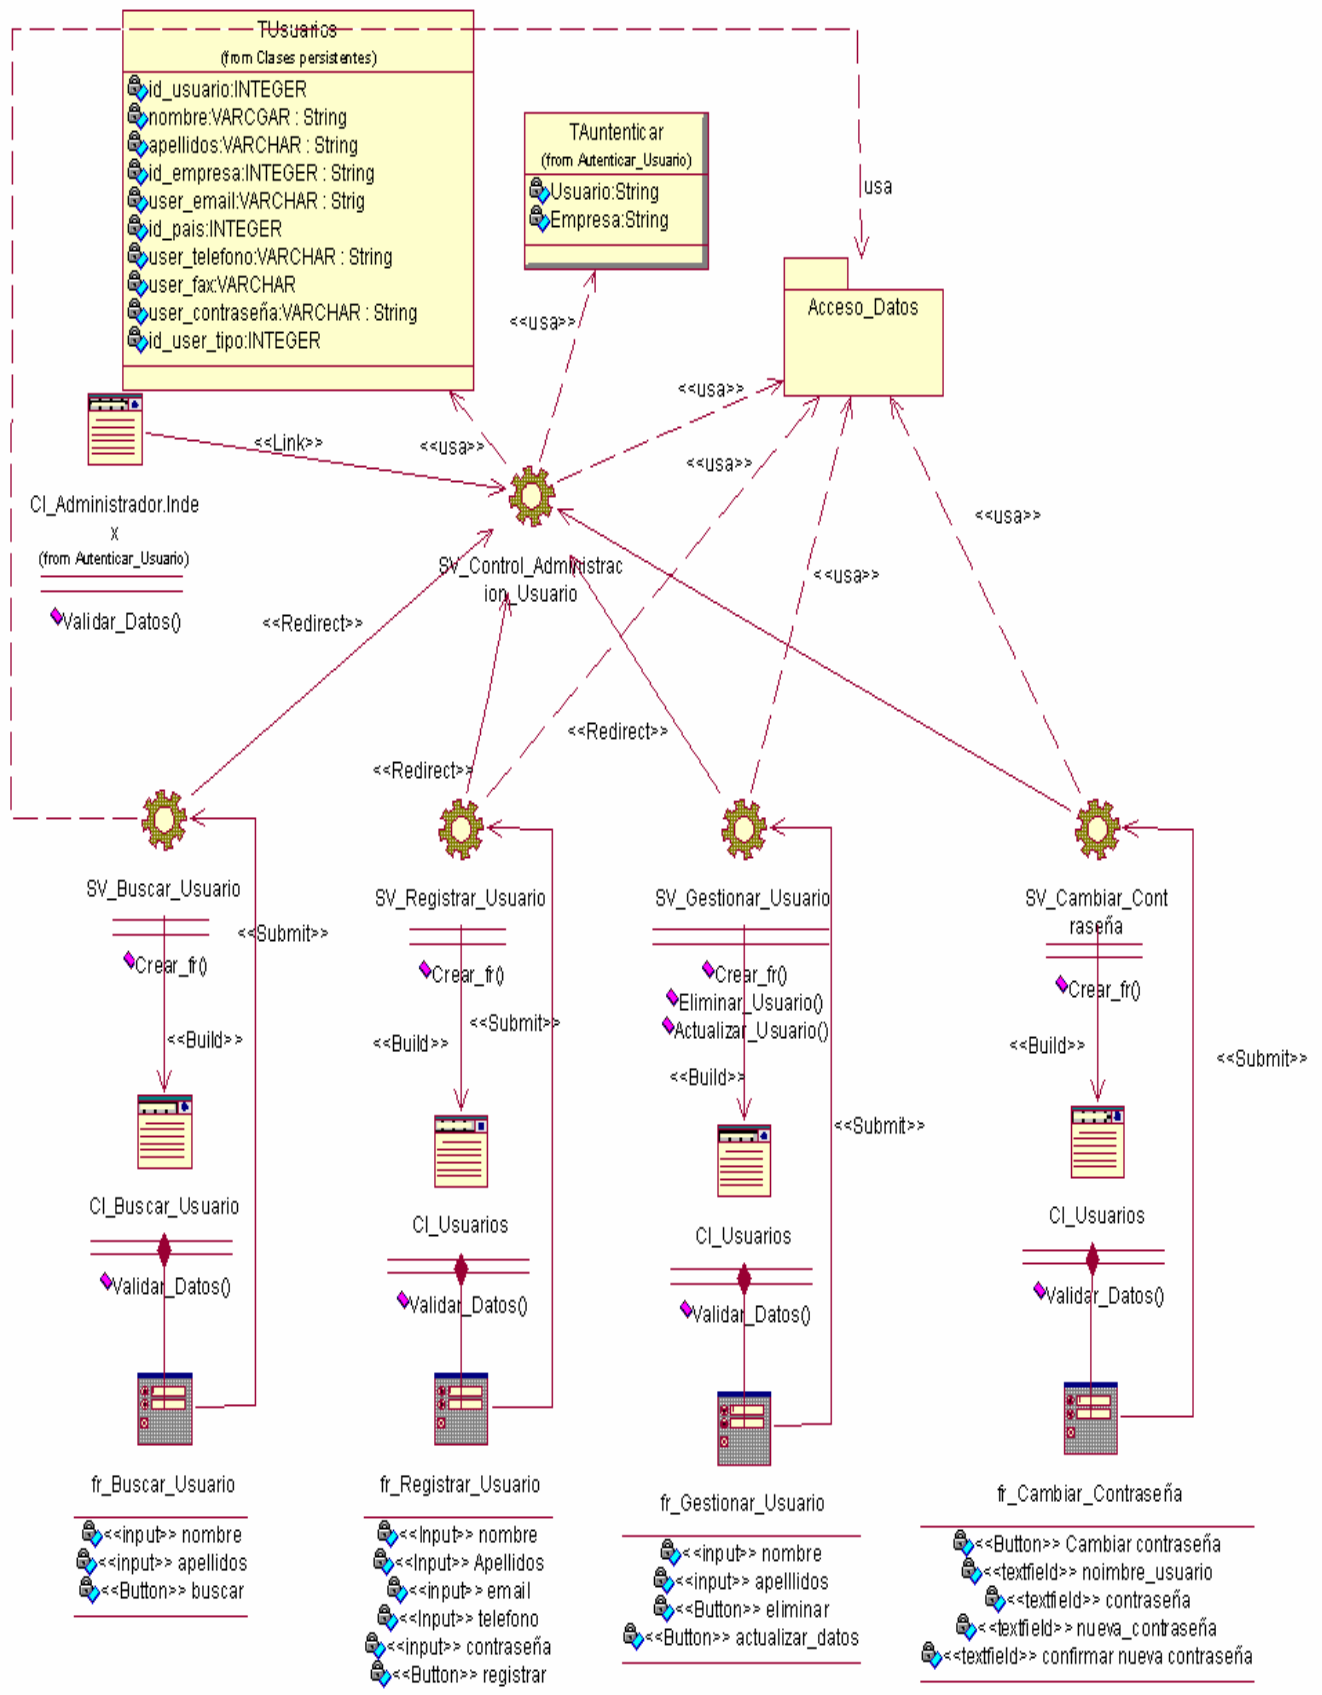 TUsuarios
(from Clases persistentes)
id_usuario:INTEGER
nombre:VARCGAR : String
apellidos:VARCHAR : String
id_empresa:INTEGER : String
user_email:VARCHAR : Strig
id_pais:INTEGER
user_telefono:VARCHAR : String
user_fax:VARCHAR
user_contraseña:VARCHAR : String
id_user_tipo:INTEGER
TAuntenticar
(from Autenticar_Usuario)
Usuario:String
Empresa:String
usa
Acceso_Datos
<<usa>>
<<usa>>
<<Link>>
<<usa>>
<<usa>>
CI_Administrador.Inde
x
(from Autenticar_Usuario)
Validar_Datos()
<<usa>>
SV_Control_Administrac
ion_Usuario
<<usa>>
<<Redirect>>
<<Redirect>>
<<Redirect>>
SV_Buscar_Usuario
Crear_fr()
<<Submit>>
<<Build>>
SV_Registrar_Usuario
Crear_fr()
<<Submit>>
<<Build>>
SV_Gestionar_Usuario
Crear_fr()
Eliminar_Usuario()
Actualizar_Usuario()
<<Build>>
<<Submit>>
SV_Cambiar_Cont
raseña
Crear_fr()
<<Build>>
<<Submit>>
CI_Buscar_Usuario
Validar_Datos()
CI_Usuarios
Validar_Datos()
CI_Usuarios
Validar_Datos()
CI_Usuarios
Validar_Datos()
fr_Buscar_Usuario
<<input>> nombre
<<input>> apellidos
<<Button>> buscar
fr_Registrar_Usuario
<<Input>> nombre
<<Input>> Apellidos
<<input>> email
<<Input>> telefono
<<input>> contraseña
<<Button>> registrar
fr_Gestionar_Usuario
<<input>> nombre
<<input>> apelllidos
<<Button>> eliminar
<<Button>> actualizar_datos
fr_Cambiar_Contraseña
<<Button>> Cambiar contraseña
<<textfield>> noimbre_usuario
<<textfield>> contraseña
<<textfield>> nueva_contraseña
<<textfield>> confirmar nueva contraseña